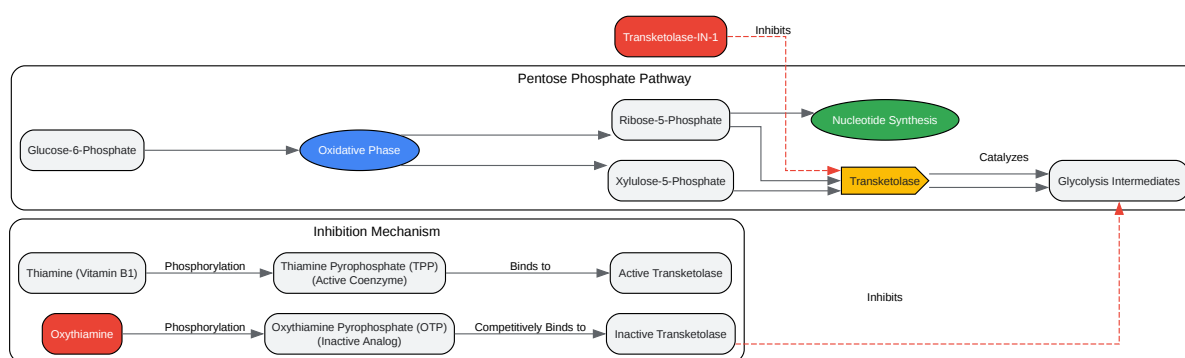 Transketolase-IN-1
Inhibits
Pentose Phosphate Pathway
Glucose-6-Phosphate
Oxidative Phase
Ribose-5-Phosphate
Nucleotide Synthesis
Xylulose-5-Phosphate
Transketolase
Catalyzes
Glycolysis Intermediates
Inhibition Mechanism
Thiamine (Vitamin B1)
Phosphorylation
Thiamine Pyrophosphate (TPP)
(Active Coenzyme)
Binds to
Active Transketolase
Inhibits
Oxythiamine
Phosphorylation
Oxythiamine Pyrophosphate (OTP)
(Inactive Analog)
Competitively Binds to
Inactive Transketolase